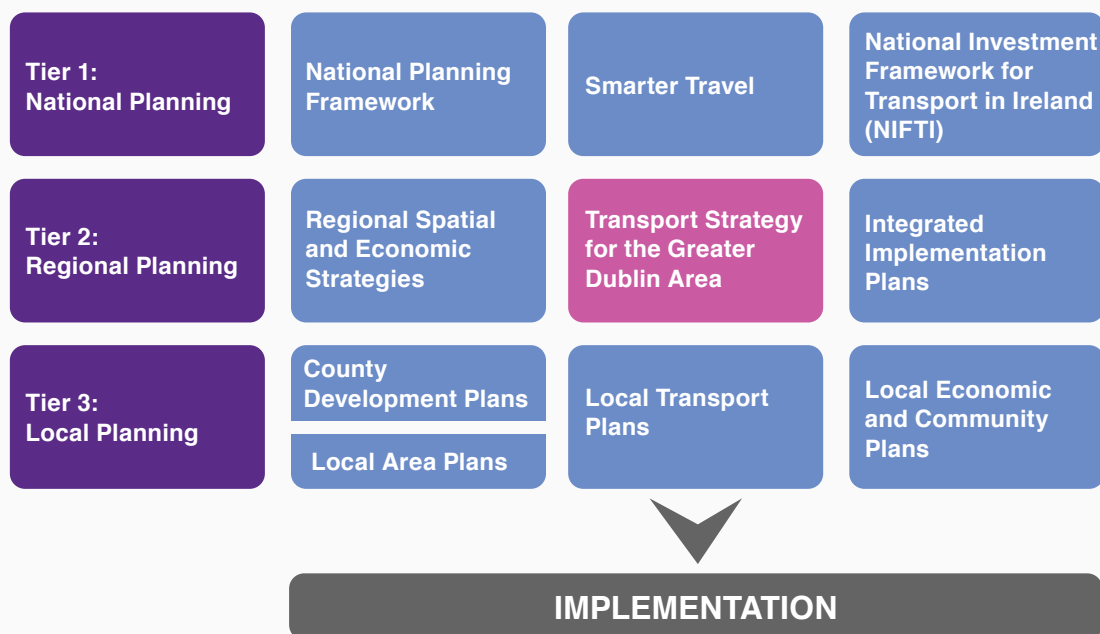 Tier 1:
National Planning
National Planning
Framework
Smarter Travel
National Investment
Framework for
Transport in Ireland
(NIFTI)
Tier 2:
Regional Planning
Regional Spatial
and Economic
Strategies
Transport Strategy
for the Greater
Dublin Area
Integrated
Implementation
Plans
Tier 3:
Local Planning
County
Development Plans
Local Area Plans
Local Transport
Plans
Local Economic
and Community
Plans
IMPLEMENTATION